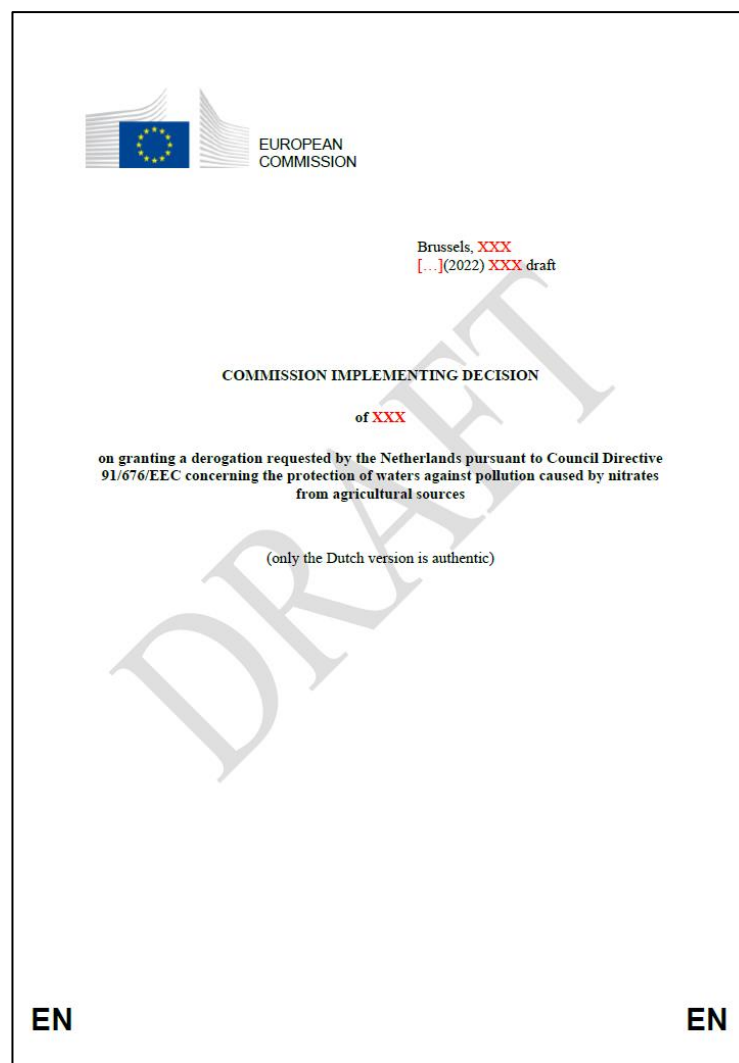 EUROPEAN
COMMISSION
Brussels, XXX
[…](2022) XXX draft
COMMISSION IMPLEMENTING DECISION
of XXX
on granting a derogation requested by the Netherlands pursuant to Council Directive
91/676/EEC concerning the protection of waters against pollution caused by nitrates
from agricultural sources
(only the Dutch version is authentic)
DRAFT
EN EN